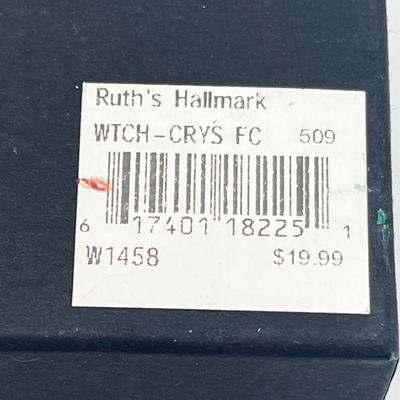 Ruth's Hallmark
WTCH-CRYS FC 509
6 17401 18225 1
W1458 $19.99